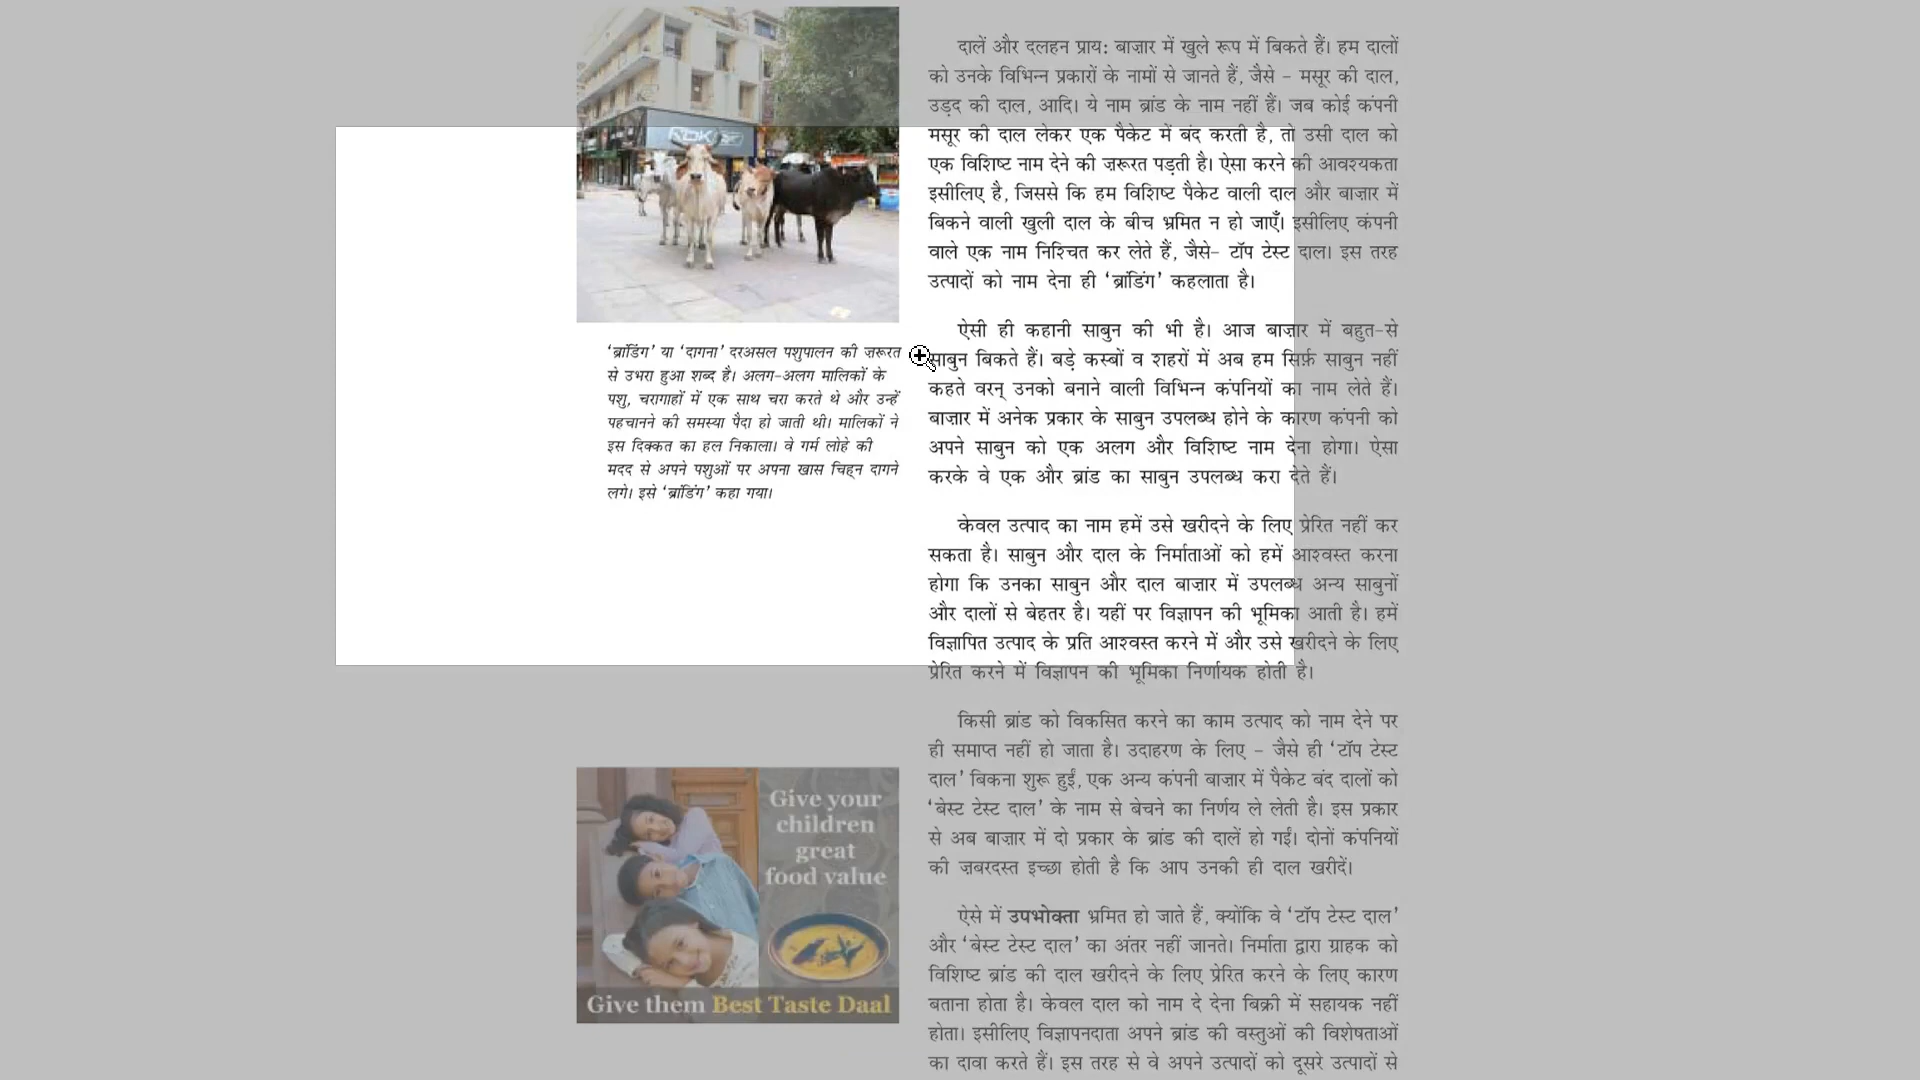 दालें और दलहन प्राय: बाज़ार में खुले रूप में बिकते हैं। हम दालों
को उनके विभिन्न प्रकारों के नामों से जानते हैं, जैसे – मसूर की दाल,
उड़द की दाल, आदि। ये नाम ब्रांड के नाम नहीं हैं। जब कोई कंपनी
मसूर की दाल लेकर एक पैकेट में बंद करती है, तो उसी दाल को
एक विशिष्ट नाम देने की ज़रूरत पड़ती है। ऐसा करने की आवश्यकता
इसीलिए है, जिससे कि हम विशिष्ट पैकेट वाली दाल और बाज़ार में
बिकने वाली खुली दाल के बीच भ्रमित न हो जाएँ। इसीलिए कंपनी
वाले एक नाम निश्चित कर लेते हैं, जैसे– टॉप टेस्ट दाल। इस तरह
उत्पादों को नाम देना ही ‘ब्रांडिंग’ कहलाता है।
‘ब्रांडिंग’ या ‘दागना’ दरअसल पशुपालन की ज़रूरत
से उभरा हुआ शब्द है। अलग–अलग मालिकों के
पशु, चरागाहों में एक साथ चरा करते थे और उन्हें
पहचानने की समस्या पैदा हो जाती थी। मालिकों ने
इस दिक्कत का हल निकाला। वे गर्म लोहे की
मदद से अपने पशुओं पर अपना खास चिह्न दागने
लगे। इसे ‘ब्रांडिंग’ कहा गया।
ऐसी ही कहानी साबुन की भी है। आज बाज़ार में बहुत–से
साबुन बिकते हैं। बड़े कस्बों व शहरों में अब हम सिर्फ़ साबुन नहीं
कहते वरन् उनको बनाने वाली विभिन्न कंपनियों का नाम लेते हैं।
बाज़ार में अनेक प्रकार के साबुन उपलब्ध होने के कारण कंपनी को
अपने साबुन को एक अलग और विशिष्ट नाम देना होगा। ऐसा
करके वे एक और ब्रांड का साबुन उपलब्ध करा देते हैं।
केवल उत्पाद का नाम हमें उसे खरीदने के लिए प्रेरित नहीं कर
सकता है। साबुन और दाल के निर्माताओं को हमें आश्वस्त करना
होगा कि उनका साबुन और दाल बाज़ार में उपलब्ध अन्य साबुनों
और दालों से बेहतर है। यहीं पर विज्ञापन की भूमिका आती है। हमें
विज्ञापित उत्पाद के प्रति आश्वस्त करने में और उसे खरीदने के लिए
प्रेरित करने में विज्ञापन की भूमिका निर्णायक होती है।
किसी ब्रांड को विकसित करने का काम उत्पाद को नाम देने पर
ही समाप्त नहीं हो जाता है। उदाहरण के लिए – जैसे ही ‘टॉप टेस्ट
दाल’ बिकना शुरू हुई, एक अन्य कंपनी बाज़ार में पैकेट बंद दालों को
‘बेस्ट टेस्ट दाल’ के नाम से बेचने का निर्णय ले लेती है। इस प्रकार
से अब बाज़ार में दो प्रकार के ब्रांड की दालें हो गईं। दोनों कंपनियों
की ज़बरदस्त इच्छा होती है कि आप उनकी ही दाल खरीदें।
Give your
children
great
food value
Give them Best Taste Daal
ऐसे में उपभोक्ता भ्रमित हो जाते हैं, क्योंकि वे ‘टॉप टेस्ट दाल’
और ‘बेस्ट टेस्ट दाल’ का अंतर नहीं जानते। निर्माता द्वारा ग्राहक को
विशिष्ट ब्रांड की दाल खरीदने के लिए प्रेरित करने के लिए कारण
बताना होता है। केवल दाल को नाम दे देना बिक्री में सहायक नहीं
होता। इसीलिए विज्ञापनदाता अपने ब्रांड की वस्तुओं की विशेषताओं
का दावा करते हैं। इस तरह से वे अपने उत्पादों को दूसरे उत्पादों से